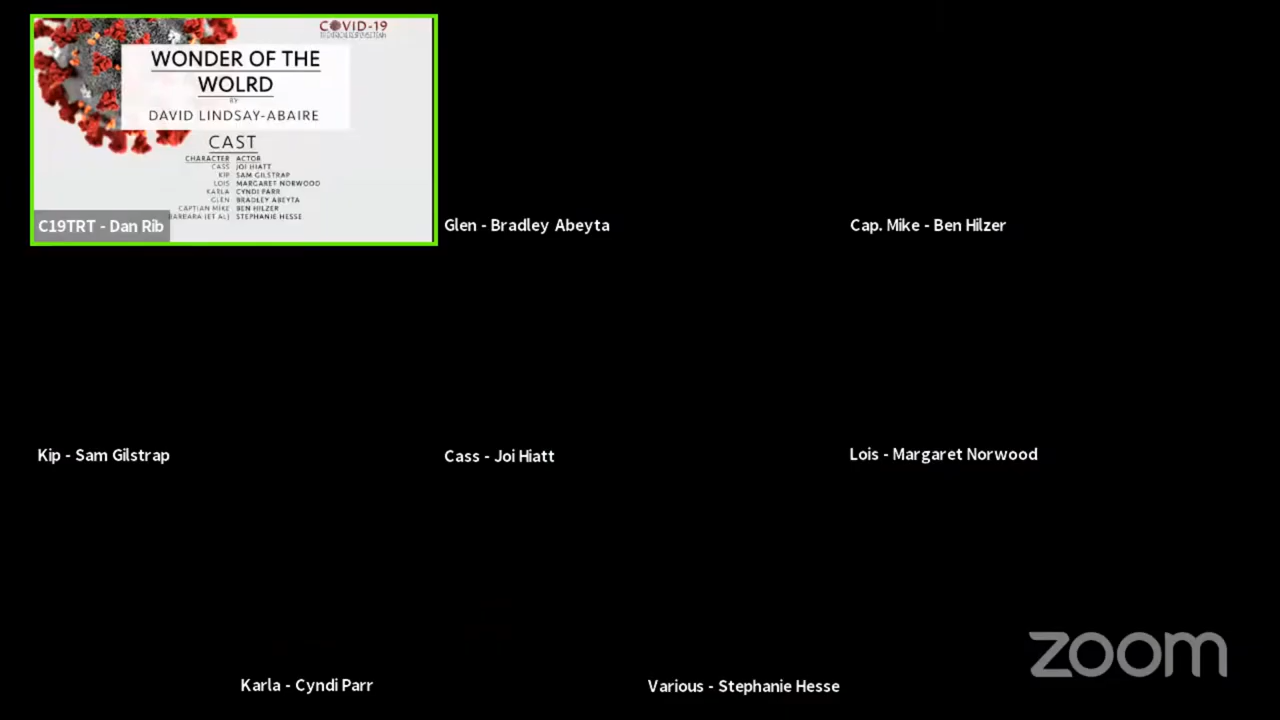 COVID-19
WONDER OF THE
WOLRD
BY
DAVID LINDSAY-ABAIRE
CAST
CHARACTER ACTOR
CASS JOI HIATT
KIP SAM GILSTRAP
LOIS MARGARET NORWOOD
KARLA CYNDI PARR
GLEN BRADLEY ABEYTA
CAPTIAN MIKE BEN HILZER
BARBARA (ET AL) STEPHANIE HESSE
C19TRT - Dan Rib
Glen - Bradley Abeyta
Cap. Mike - Ben Hilzer
Kip - Sam Gilstrap
Cass - Joi Hiatt
Lois - Margaret Norwood
Karla - Cyndi Parr
Various - Stephanie Hesse
zoom